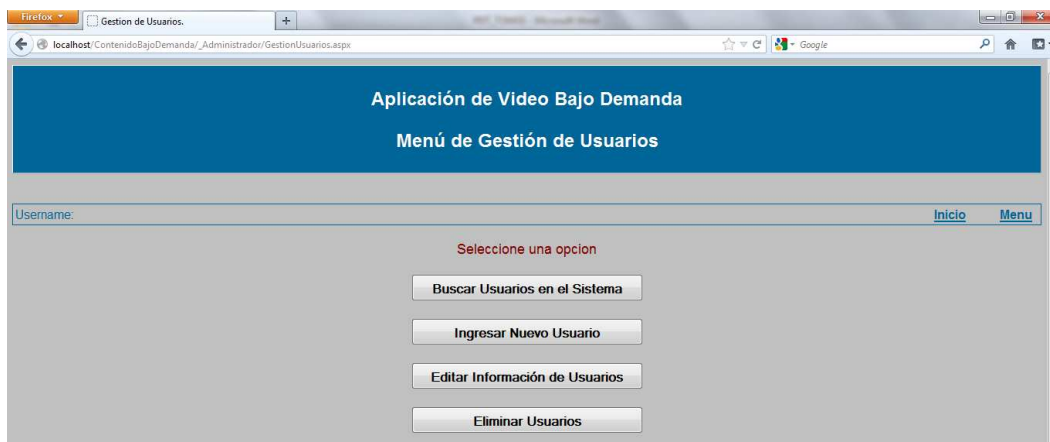 Firefox
Gestion de Usuarios.
localhost/ContenidoBajoDemanda/_Administrador/GestionUsuarios.aspx
Google
Aplicación de Video Bajo Demanda
Menú de Gestión de Usuarios
Username:
Inicio
Menu
Seleccione una opcion
Buscar Usuarios en el Sistema
Ingresar Nuevo Usuario
Editar Información de Usuarios
Eliminar Usuarios